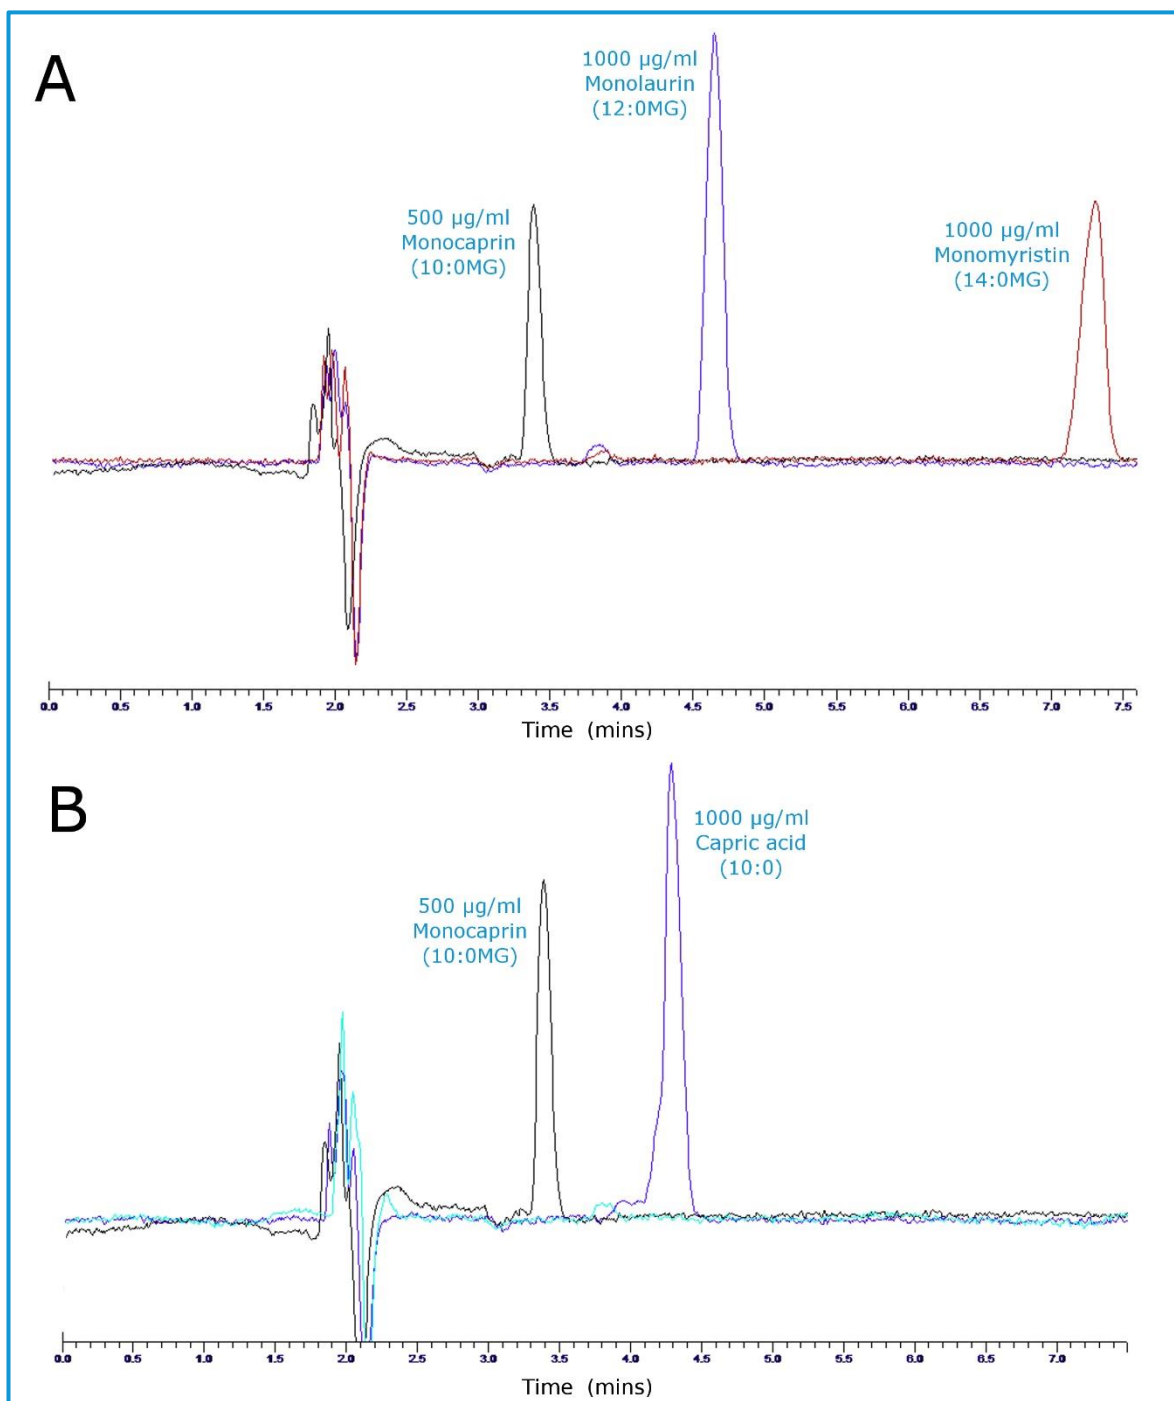 A
1000 µg/ml
Monolaurin
(12:0MG)
500 µg/ml
Monocaprin
(10:0MG)
1000 µg/ml
Monomyristin
(14:0MG)
0.0 0.5 1.0 1.5 2.0 2.5 3.0 3.5 4.0 4.5 5.0 5.5 6.0 6.5 7.0 7.5
Time (mins)
B
1000 µg/ml
Capric acid
(10:0)
500 µg/ml
Monocaprin
(10:0MG)
0.0 0.5 1.0 1.5 2.0 2.5 3.0 3.5 4.0 4.5 5.0 5.5 6.0 6.5 7.0
Time (mins)